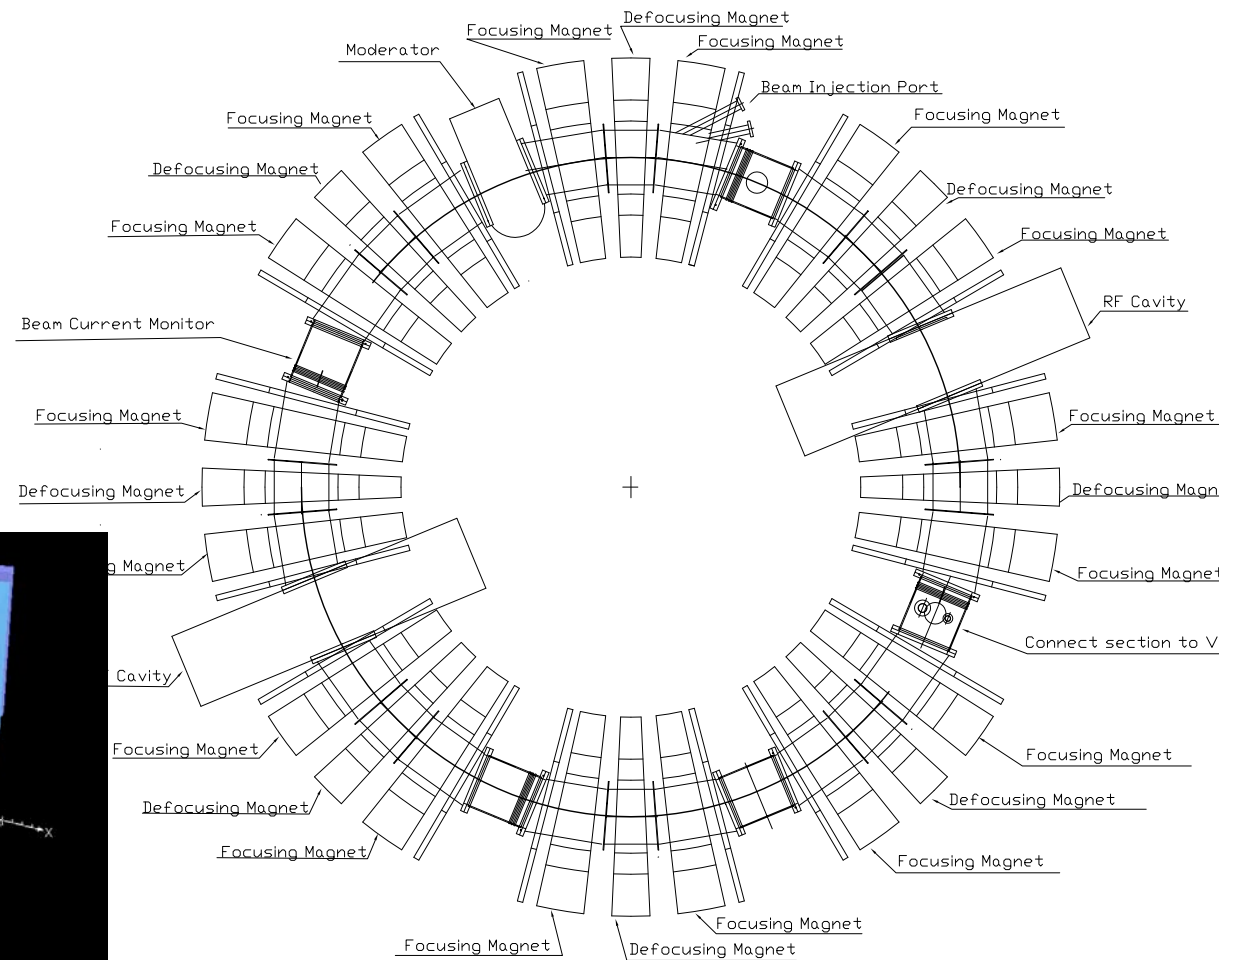 Defocusing Magnet
Focusing Magnet
Focusing Magnet
Moderator
Beam Injection Port
Focusing Magnet
Focusing Magnet
Defocusing Magnet
Defocusing Magnet
Focusing Magnet
Focusing Magnet
RF Cavity
Beam Current Monitor
Focusing Magnet
Focusing Magnet
Defocusing Magnet
Defocusing Magn
g Magnet
Focusing Magnet
Connect section to V
Cavity
Focusing Magnet
Focusing Magnet
Defocusing Magnet
Defocusing Magnet
X
Focusing Magnet
Focusing Magnet
Focusing Magnet
Focusing Magnet
Defocusing Magnet